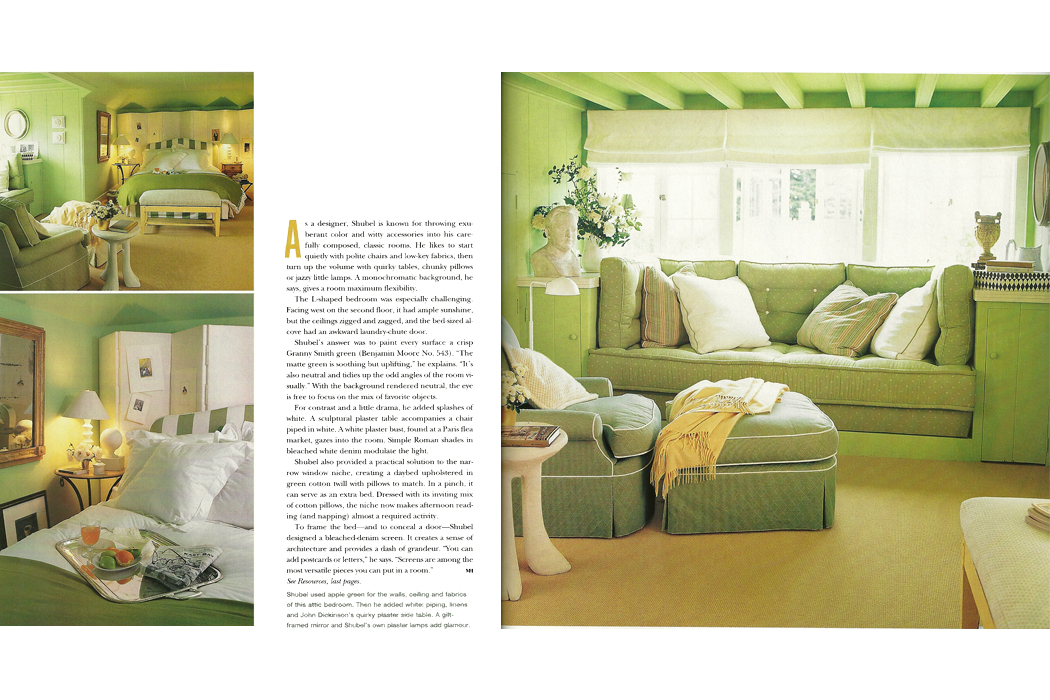 As a designer, Shubel is known for throwing exu-
berant color and witty accessories into his care-
fully composed, classic rooms. He likes to start
quietly with polite chairs and low-key fabrics, then
turn up the volume with quirky tables, chunky pillows
or jazzy little lamps. A monochromatic background, he
says, gives a room maximum flexibility.
The L-shaped bedroom was especially challenging.
Facing west on the second floor, it had ample sunshine,
but the ceilings zigged and zagged, and the bed-sized al-
cove had an awkward laundry-chute door.
Shubel's answer was to paint every surface a crisp
Granny Smith green (Benjamin Moore No. 543). "The
matte green is soothing but uplifting," he explains. "It's
also neutral and tidies up the odd angles of the room vi-
sually." With the background rendered neutral, the eye
is free to focus on the mix of favorite objects.
For contrast and a little drama, he added splashes of
white. A sculptural plaster table accompanies a chair
piped in white. A white plaster bust, found at a Paris flea
market, gazes into the room. Simple Roman shades in
bleached white denim modulate the light.
Shubel also provided a practical solution to the nar-
row window niche, creating a daybed upholstered in
green cotton twill with pillows to match. In a pinch, it
can serve as an extra bed. Dressed with its inviting mix
of cotton pillows, the niche now makes afternoon read-
ing (and napping) almost a required activity.
To frame the bed—and to conceal a door—Shubel
designed a bleached-denim screen. It creates a sense of
architecture and provides a dash of grandeur. "You can
add postcards or letters," he says. "Screens are among the
most versatile pieces you can put in a room." MH
See Resources, last pages.
Shubel used apple green for the walls, ceiling and fabrics
of this attic bedroom. Then he added white: piping, linens
and John Dickinson's quirky plaster side table. A gilt-
framed mirror and Shubel's own plaster lamps add glamour.